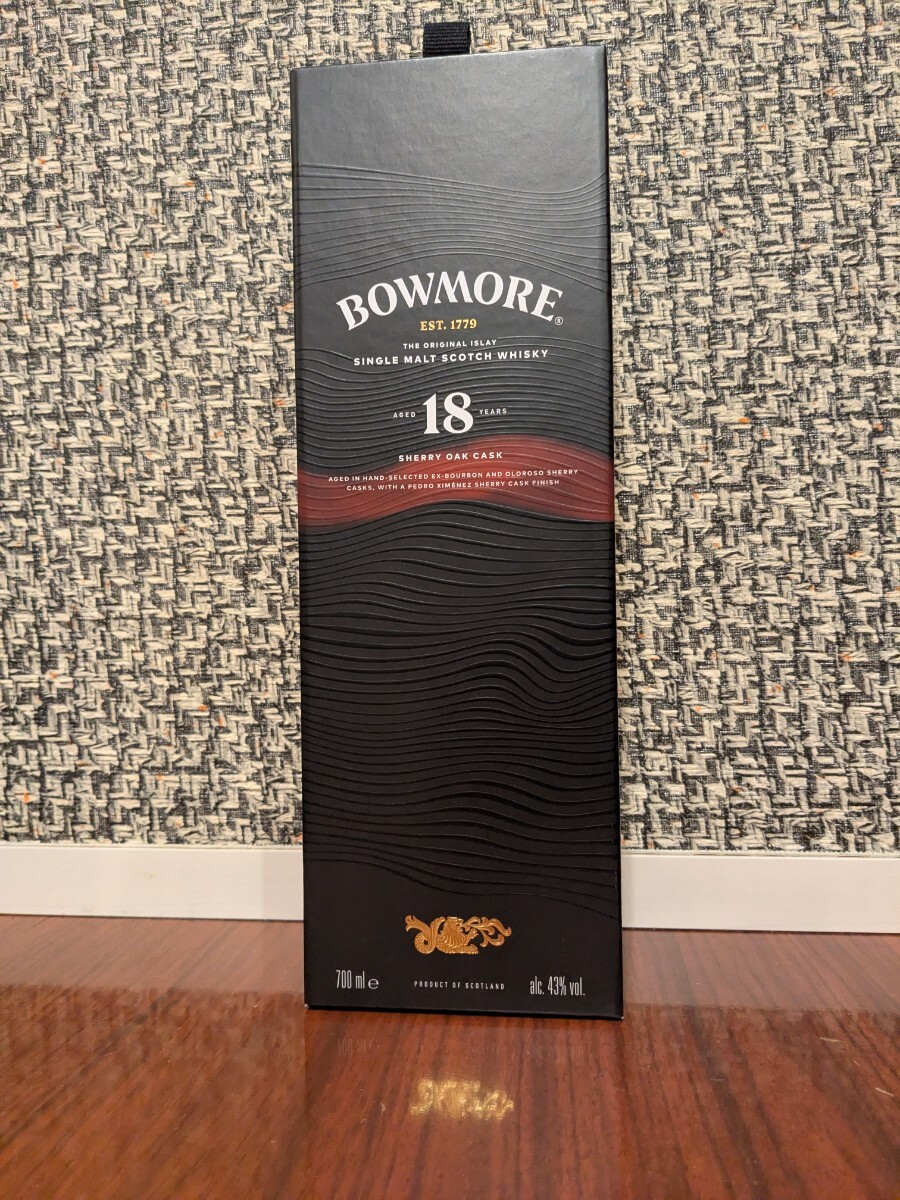 BOWMORE®
EST. 1779
THE ORIGINAL ISLAY
SINGLE MALT SCOTCH WHISKY
AGED 18 YEARS
SHERRY OAK CASK
AGED IN HAND-SELECTED EX-BOURBON AND OLOROSO SHERRY
CASKS, WITH A PEDRO XIMÉNEZ SHERRY CASK FINISH
700 ml ℮ PRODUCT OF SCOTLAND alc. 43% vol.